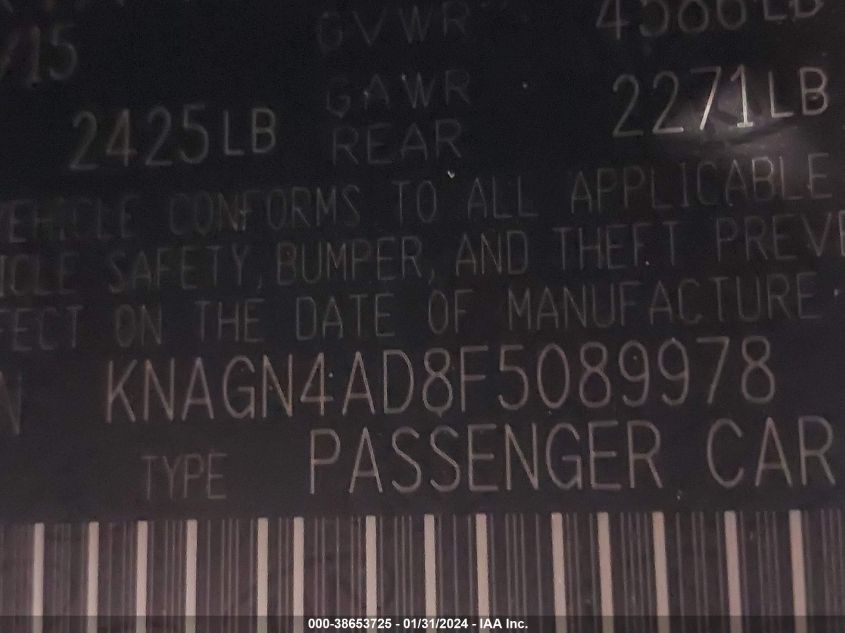 GVWR 4586LB
/15
GAWR
2425LB REAR 2271LB
VEHICLE CONFORMS TO ALL APPLICABLE
ICLE SAFETY, BUMPER, AND THEFT PREVE
FECT ON THE DATE OF MANUFACTURE
N KNAGN4AD8F5089978
TYPE PASSENGER CAR
000-38653725 - 01/31/2024 - IAA Inc.